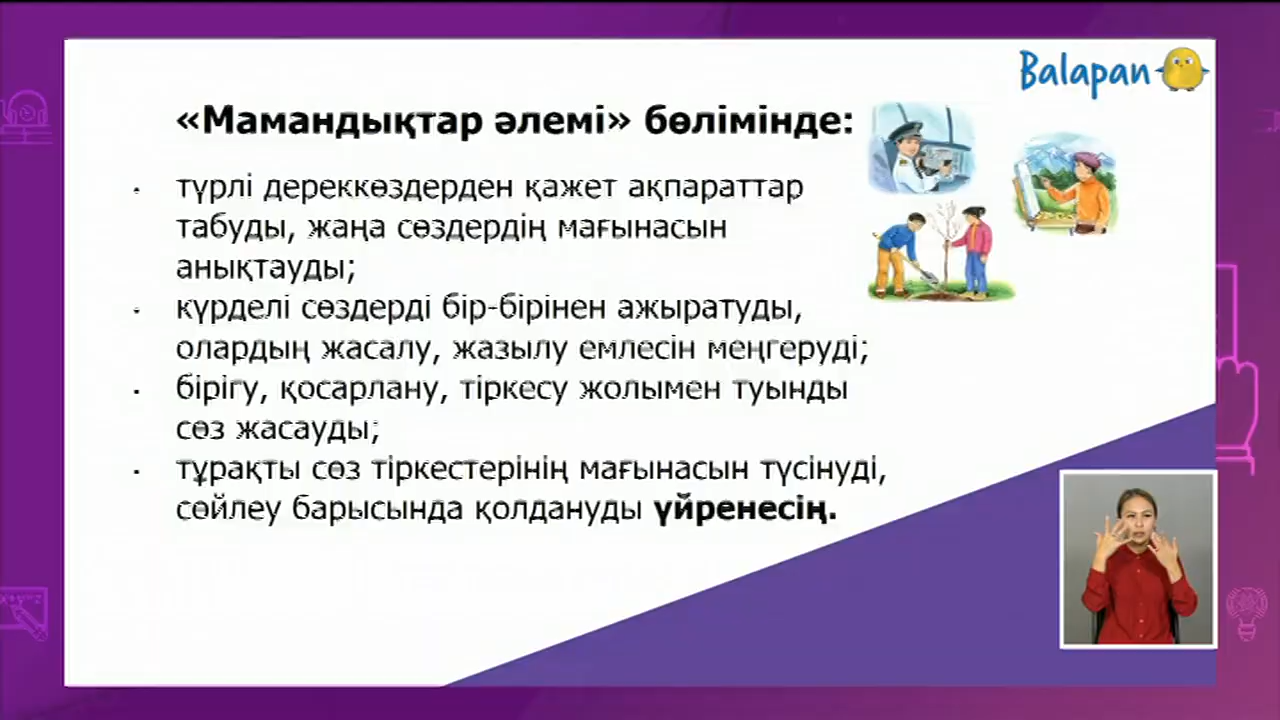 Balapan
«Мамандықтар әлемі» бөлімінде:
• түрлі дереккөздерден қажет ақпараттар
табуды, жаңа сөздердің мағынасын
анықтауды;
• күрделі сөздерді бір-бірінен ажыратуды,
олардың жасалу, жазылу емлесін меңгеруді;
• бірігу, қосарлану, тіркесу жолымен туынды
сөз жасауды;
• тұрақты сөз тіркестерінің мағынасын түсінуді,
сөйлеу барысында қолдануды үйренесің.